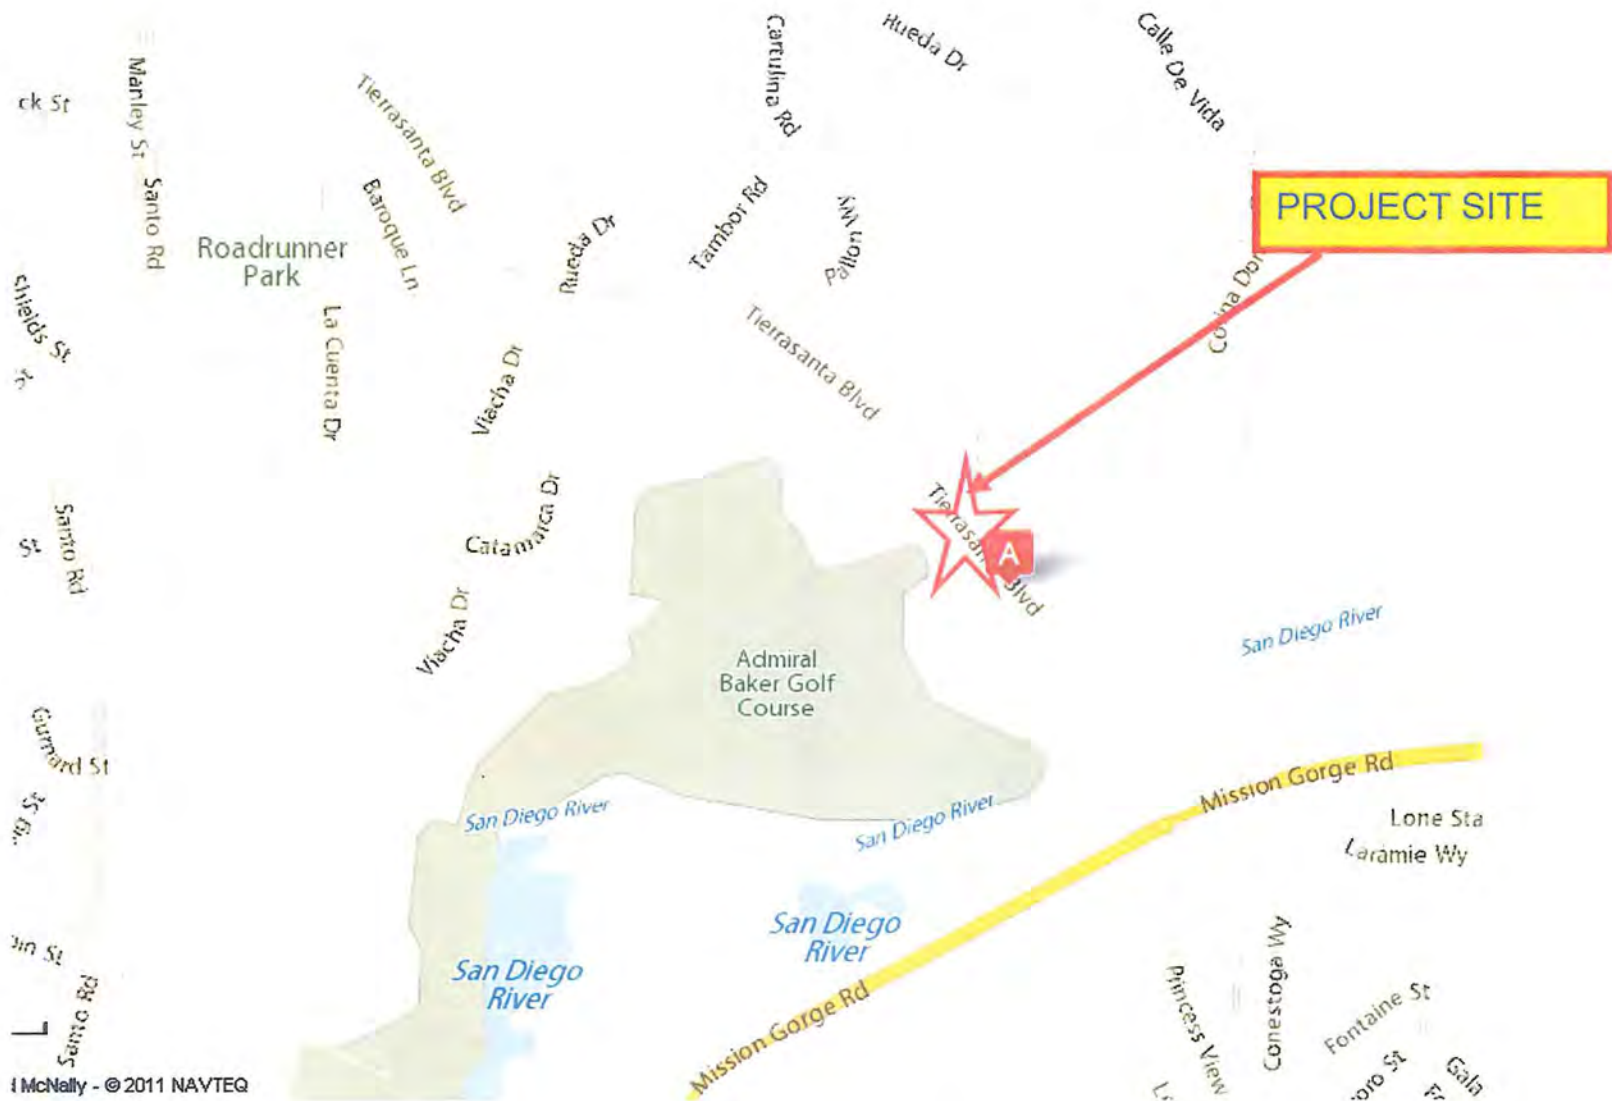 Cartulina Rd
Rueda Dr
Calle De Vida
ck St
Manley St
Tierrasanta Blvd
Santo Rd
Baroque Ln
Roadrunner
Park
Rueda Dr
Tambor Rd
Pallon Wy
PROJECT SITE
Shields St
La Cuenta Dr
Viacha Dr
Tierrasanta Blvd
Corina Dor
Santo Rd
St
Catamarca Dr
Tierrasan Blvd
A
Viacha Dr
San Diego River
Admiral
Baker Golf
Course
Gurnard St
Mission Gorge Rd
San Diego River
San Diego River
Lone Sta
Laramie Wy
San Diego
River
San Diego
River
Mission Gorge Rd
Princess View
Conestoga Wy
Fontaine St
Santo Rd
Gala
McNally - © 2011 NAVTEQ